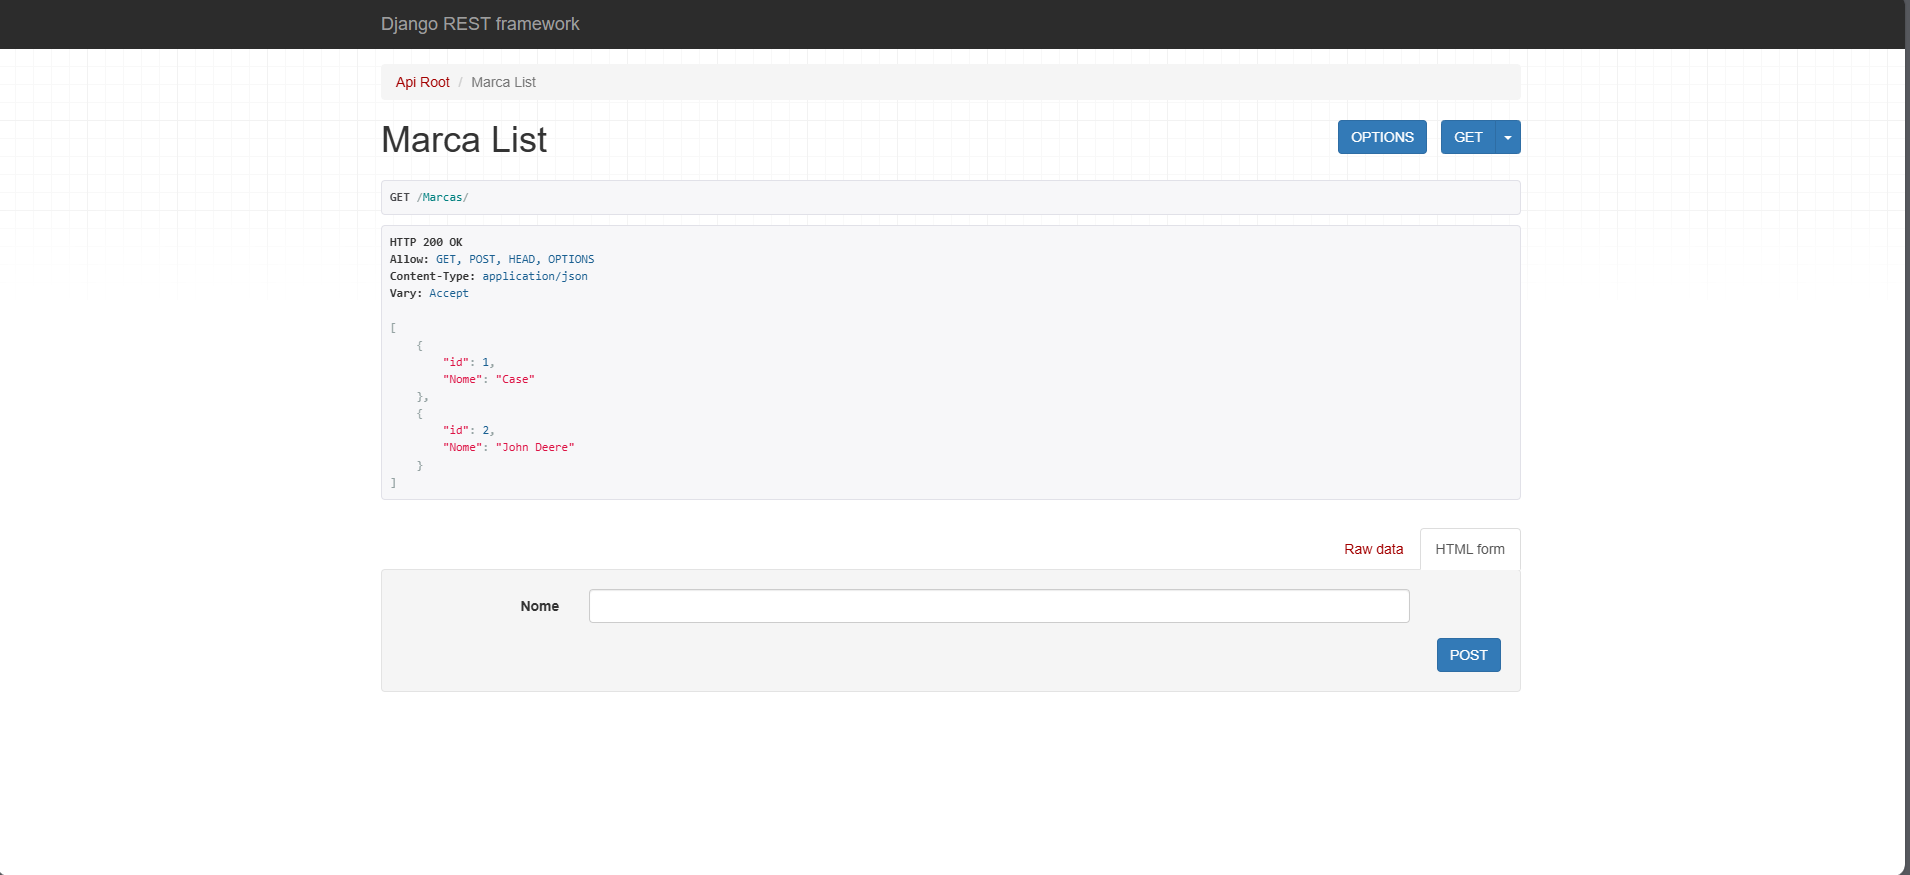 Django REST framework
Api Root / Marca List
Marca List
OPTIONS
GET
GET /Marcas/
HTTP 200 OK
Allow: GET, POST, HEAD, OPTIONS
Content-Type: application/json
Vary: Accept
[
    {
        "id": 1,
        "Nome": "Case"
    },
    {
        "id": 2,
        "Nome": "John Deere"
    }
]
Raw data
HTML form
Nome
POST